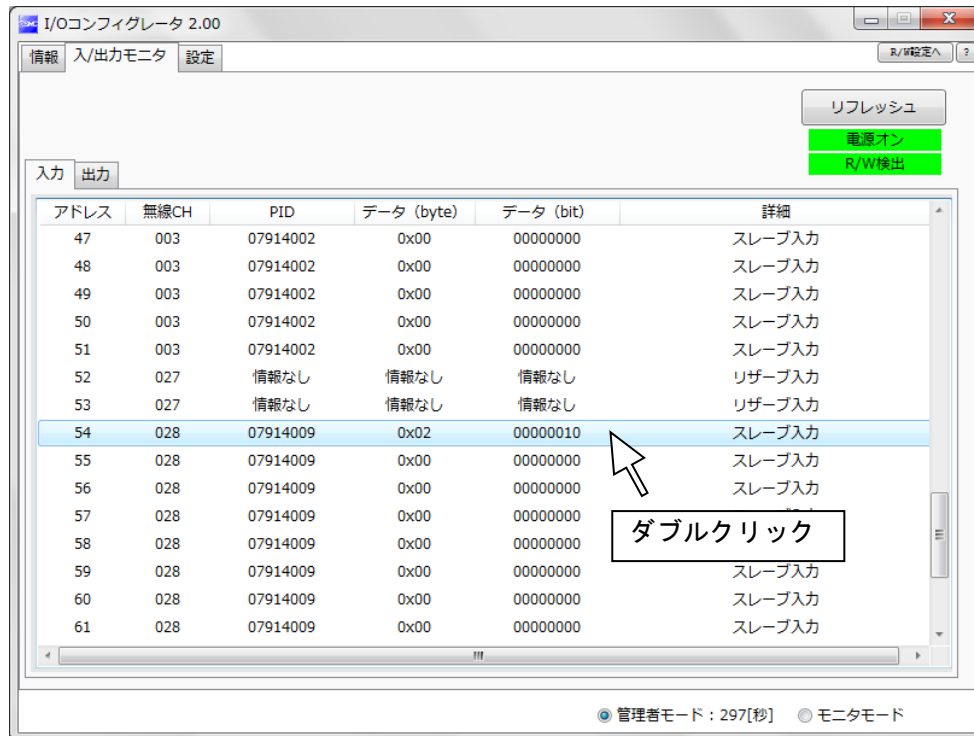 I/Oコンフィグレータ 2.00
情報 入/出力モニタ 設定 R/W設定へ ?
リフレッシュ
電源オン
R/W検出
入力 出力
アドレス 無線CH PID データ（byte） データ（bit） 詳細
47 003 07914002 0x00 00000000 スレーブ入力
48 003 07914002 0x00 00000000 スレーブ入力
49 003 07914002 0x00 00000000 スレーブ入力
50 003 07914002 0x00 00000000 スレーブ入力
51 003 07914002 0x00 00000000 スレーブ入力
52 027 情報なし 情報なし 情報なし リザーブ入力
53 027 情報なし 情報なし 情報なし リザーブ入力
54 028 07914009 0x02 00000010 スレーブ入力
55 028 07914009 0x00 00000000 スレーブ入力
56 028 07914009 0x00 00000000 スレーブ入力
57 028 07914009 0x00 00000000
ダブルクリック
58 028 07914009 0x00 00000000
59 028 07914009 0x00 00000000 スレーブ入力
60 028 07914009 0x00 00000000 スレーブ入力
61 028 07914009 0x00 00000000 スレーブ入力
管理者モード：297[秒] モニタモード